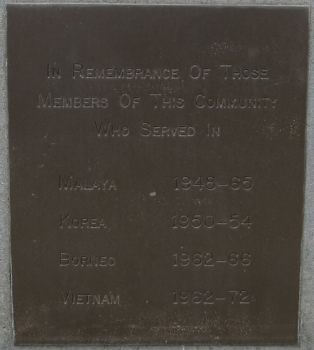 In Remembrance Of Those
Members Of This Community
Who Served In
Malaya 1948-65
Korea 1950-54
Borneo 1962-66
Vietnam 1962-72